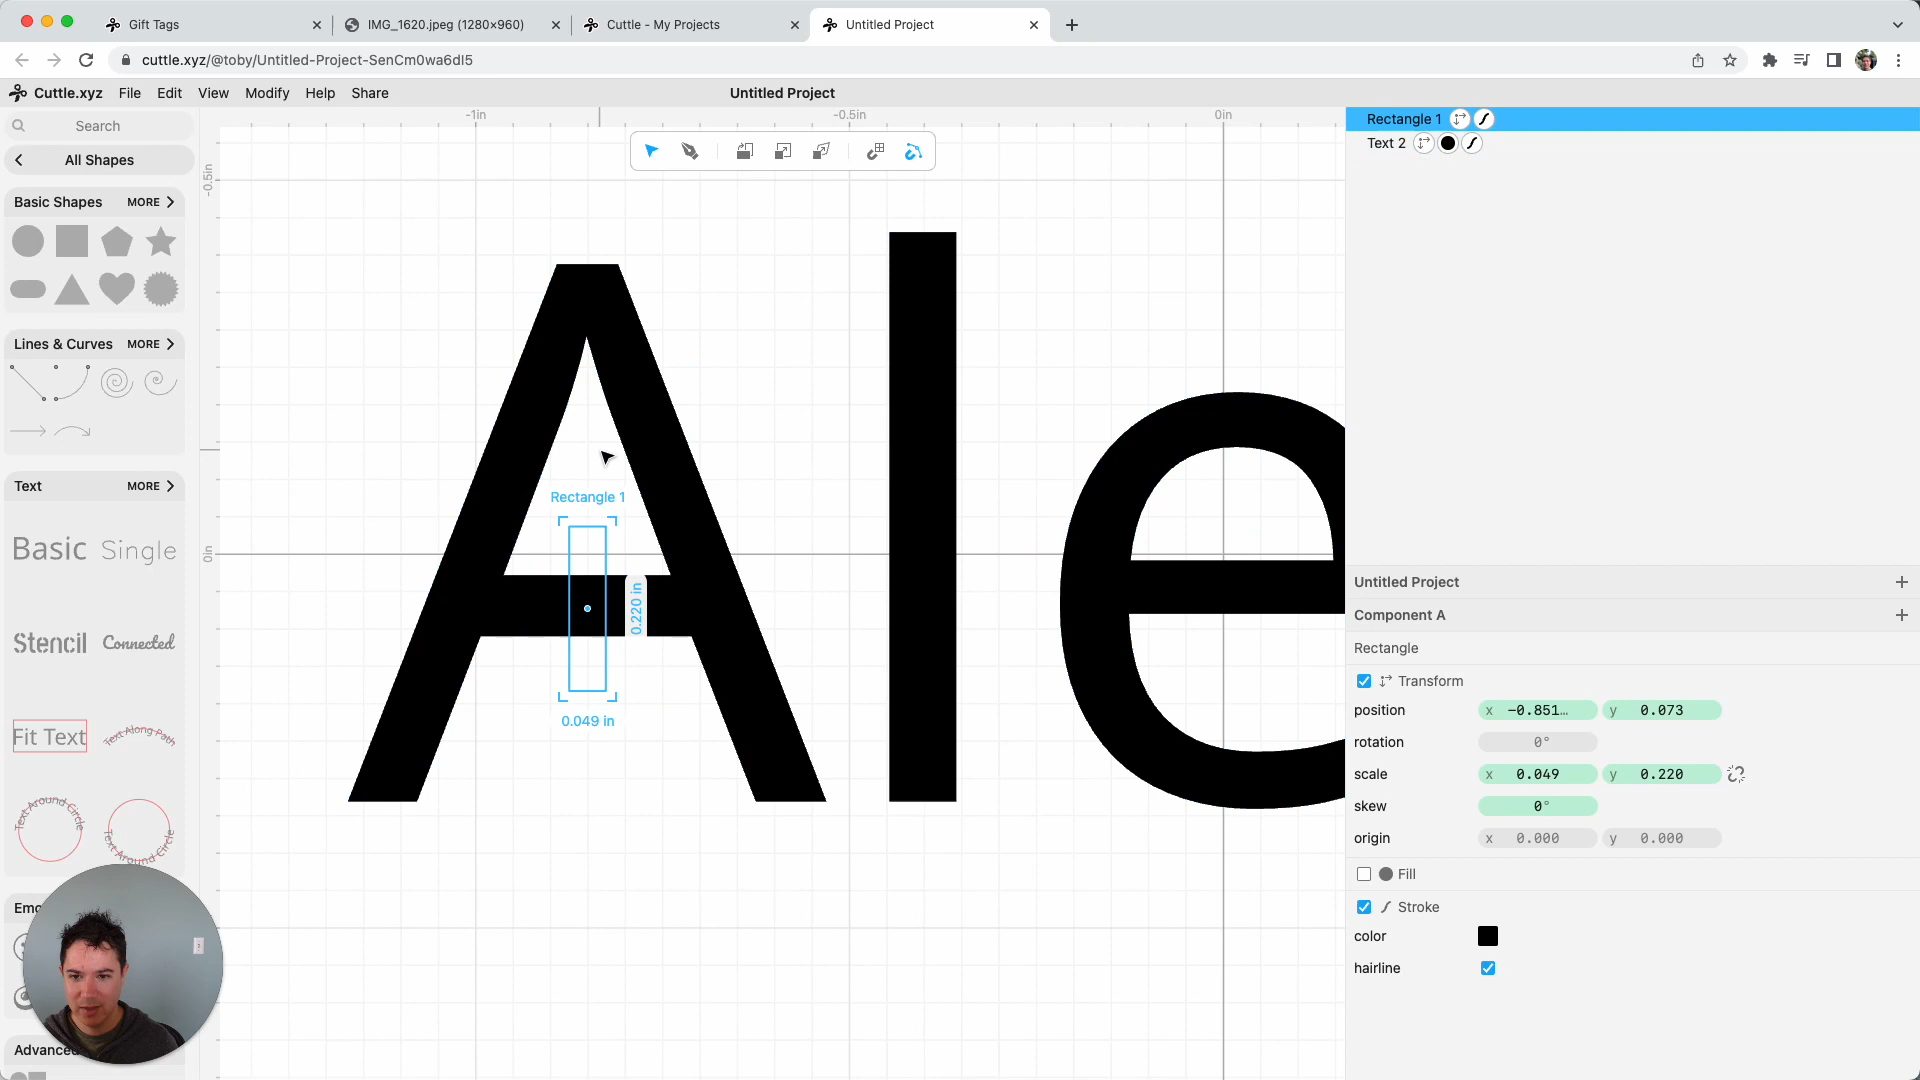 Gift Tags
IMG_1620.jpeg (1280×960)
Cuttle - My Projects
Untitled Project
cuttle.xyz/@toby/Untitled-Project-SenCm0wa6dI5
Cuttle.xyz File Edit View Modify Help Share
Untitled Project
Search
All Shapes
Basic Shapes MORE
Lines & Curves MORE
Text MORE
Basic Single
Stencil Connected
Fit Text Text Along Path
Text Around Circle Text Around Circle
Advanced
-1in -0.5in 0in
-0.5in
0in
Ale
Rectangle 1
0.220 in
0.049 in
Rectangle 1
Text 2
Untitled Project
Component A
Rectangle
Transform
position x −0.851… y 0.073
rotation 0°
scale x 0.049 y 0.220
skew 0°
origin x 0.000 y 0.000
Fill
Stroke
color
hairline